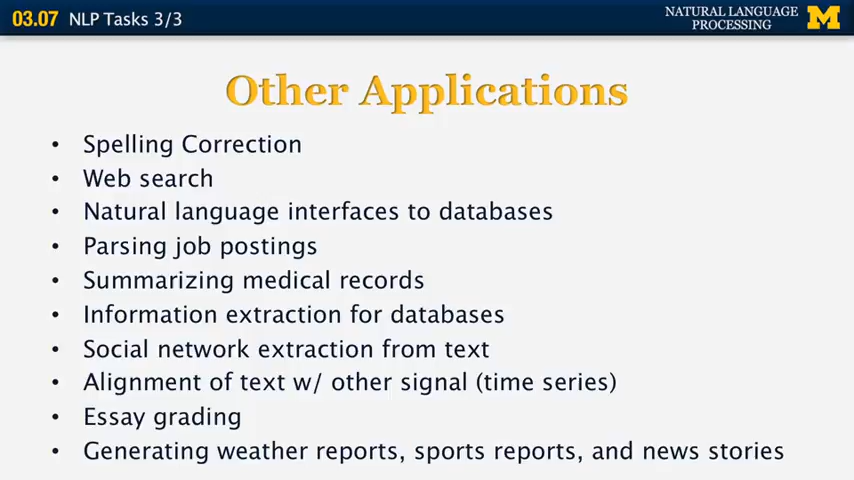 03.07 NLP Tasks 3/3
NATURAL LANGUAGE
PROCESSING
M
Other Applications
• Spelling Correction
• Web search
• Natural language interfaces to databases
• Parsing job postings
• Summarizing medical records
• Information extraction for databases
• Social network extraction from text
• Alignment of text w/ other signal (time series)
• Essay grading
• Generating weather reports, sports reports, and news stories